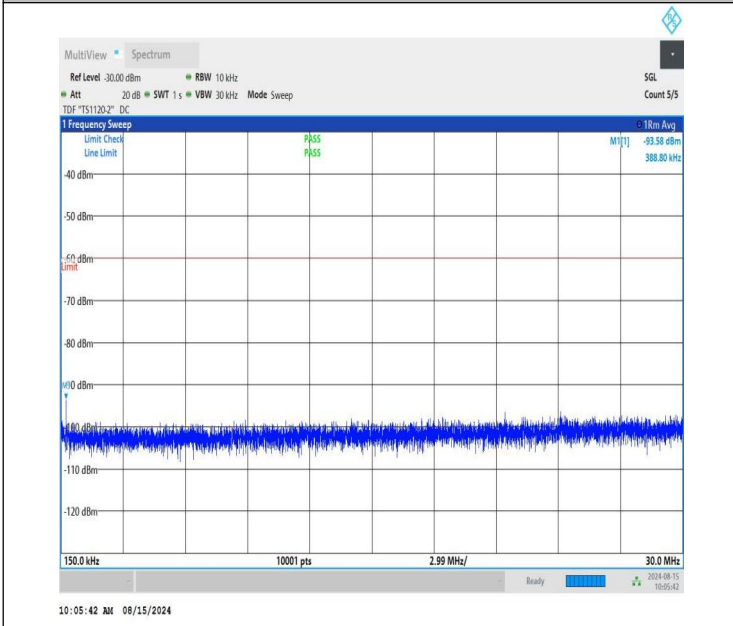 MultiView Spectrum
Ref Level -30.00 dBm RBW 10 kHz SGL
Att 20 dB SWT 1 s VBW 30 kHz Mode Sweep Count 5/5
TDF "TS1120-2" DC
1 Frequency Sweep 1Rm Avg
Limit Check PASS M1[1] -93.58 dBm
Line Limit PASS 388.80 kHz
-40 dBm
-50 dBm
-60 dBm
Limit
-70 dBm
-80 dBm
-90 dBm
-100 dBm
-110 dBm
-120 dBm
150.0 kHz 10001 pts 2.99 MHz/ 30.0 MHz
Ready 2024-08-15
10:05:42
10:05:42 AM 08/15/2024